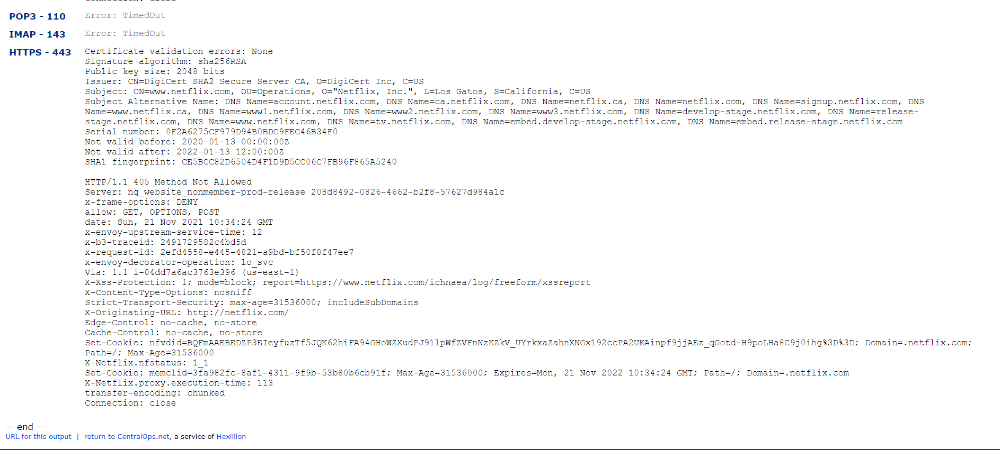 POP3 - 110 Error: TimedOut
IMAP - 143 Error: TimedOut
HTTPS - 443 Certificate validation errors: None
Signature algorithm: sha256RSA
Public key size: 2048 bits
Issuer: CN=DigiCert SHA2 Secure Server CA, O=DigiCert Inc, C=US
Subject: CN=www.netflix.com, OU=Operations, O="Netflix, Inc.", L=Los Gatos, S=California, C=US
Subject Alternative Name: DNS Name=account.netflix.com, DNS Name=ca.netflix.com, DNS Name=netflix.ca, DNS Name=netflix.com, DNS Name=signup.netflix.com, DNS
Name=www.netflix.ca, DNS Name=www1.netflix.com, DNS Name=www2.netflix.com, DNS Name=www3.netflix.com, DNS Name=develop-stage.netflix.com, DNS Name=release-
stage.netflix.com, DNS Name=www.netflix.com, DNS Name=tv.netflix.com, DNS Name=embed.develop-stage.netflix.com, DNS Name=embed.release-stage.netflix.com
Serial number: 0F2A6275CF979D94B0BDC9FEC46B34F0
Not valid before: 2020-01-13 00:00:00Z
Not valid after: 2022-01-13 12:00:00Z
SHA1 fingerprint: CE5BCC82D6504D4F1D9D5CC06C7FB96F865A5240
HTTP/1.1 405 Method Not Allowed
Server: nq_website_nonmember-prod-release 208d8492-0826-4662-b2f8-57627d984a1c
x-frame-options: DENY
allow: GET, OPTIONS, POST
date: Sun, 21 Nov 2021 10:34:24 GMT
x-envoy-upstream-service-time: 12
x-b3-traceid: 2491729582c4bd5d
x-request-id: 2efd4558-e445-4821-a9bd-bf50f8f47ee7
x-envoy-decorator-operation: lo_svc
Via: 1.1 i-04dd7a6ac3763e396 (us-east-1)
X-Xss-Protection: 1; mode=block; report=https://www.netflix.com/ichnaea/log/freeform/xssreport
X-Content-Type-Options: nosniff
Strict-Transport-Security: max-age=31536000; includeSubDomains
X-Originating-URL: http://netflix.com/
Edge-Control: no-cache, no-store
Cache-Control: no-cache, no-store
Set-Cookie: nfvdid=BQFmAAEBEDZP3EIeyfuzTf5JQK62hiFA94GHoWZXudPJ91lpWfZVFnNzKZkV_UYrkxaZahnXNGx192ccPA2UKAinpf9jjAEz_qGotd-H9poLHa8C9j0ihg%3D%3D; Domain=.netflix.com;
Path=/; Max-Age=31536000
X-Netflix.nfstatus: 1_1
Set-Cookie: memclid=3fa982fc-8af1-4311-9f9b-53b80b6cb91f; Max-Age=31536000; Expires=Mon, 21 Nov 2022 10:34:24 GMT; Path=/; Domain=.netflix.com
X-Netflix.proxy.execution-time: 113
transfer-encoding: chunked
Connection: close
-- end --
URL for this output | return to CentralOps.net, a service of Hexillion